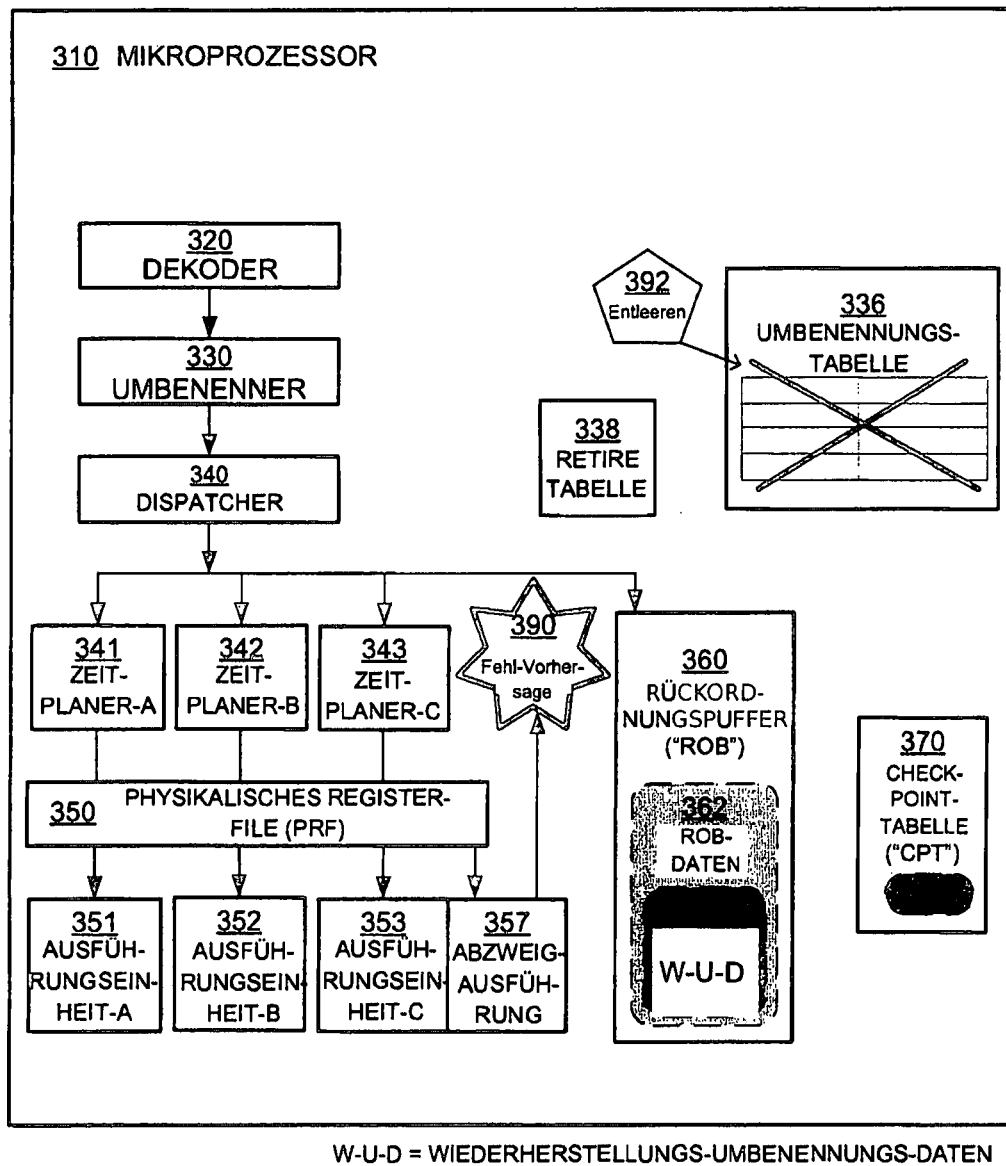 310 MIKROPROZESSOR
320
DEKODER
330
UMBENENNER
340
DISPATCHER
392
Entleeren
336
UMBENENNUNGS-
TABELLE
338
RETIRE
TABELLE
341
ZEIT-
PLANER-A
342
ZEIT-
PLANER-B
343
ZEIT-
PLANER-C
390
Fehl-Vorher-
sage
360
RÜCKORD-
NUNGSPUFFER
("ROB")
362
ROB-
DATEN
W-U-D
370
CHECK-
POINT-
TABELLE
("CPT")
350 PHYSIKALISCHES REGISTER-
FILE (PRF)
351
AUSFÜH-
RUNGSEIN-
HEIT-A
352
AUSFÜH-
RUNGSEIN-
HEIT-B
353
AUSFÜH-
RUNGSEIN-
HEIT-C
357
ABZWEIG-
AUSFÜH-
RUNG
W-U-D = WIEDERHERSTELLUNGS-UMBENENNUNGS-DATEN